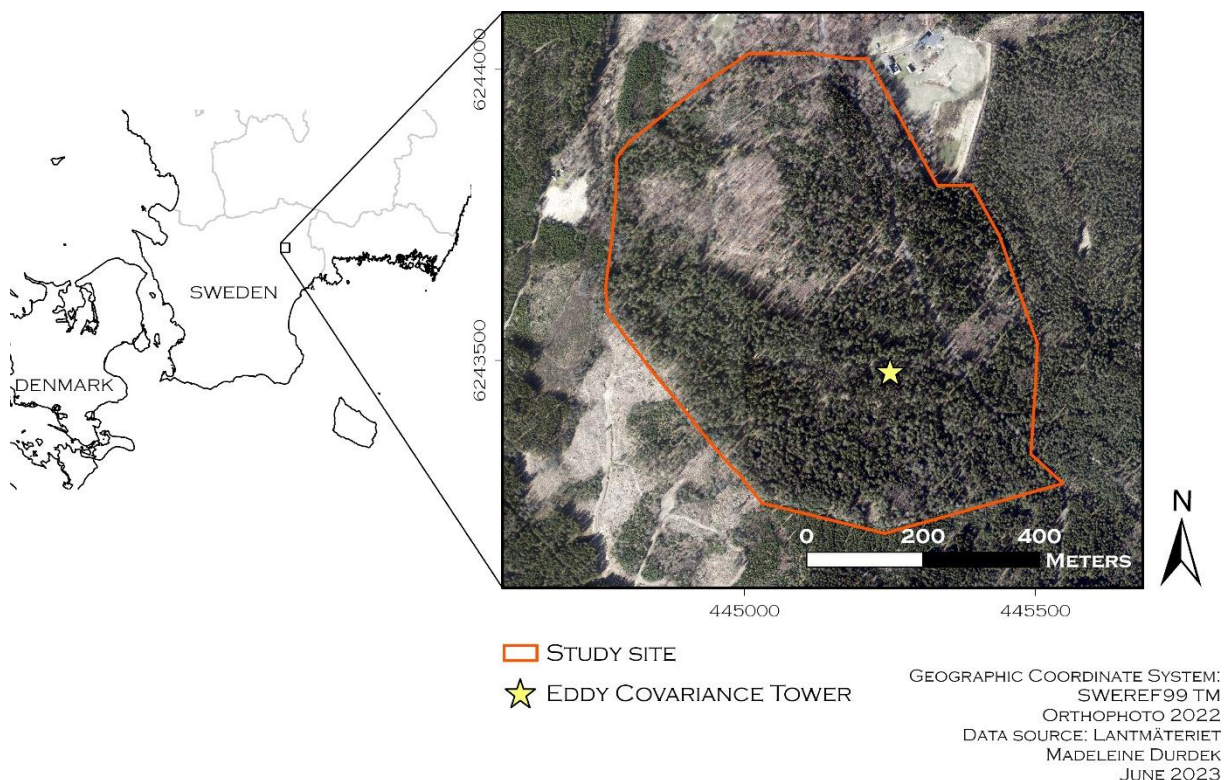 SWEDEN
DENMARK
6244000
6243500
0 200 400
METERS
N
445000 445500
STUDY SITE
EDDY COVARIANCE TOWER
GEOGRAPHIC COORDINATE SYSTEM:
SWEREF99 TM
ORTHOPHOTO 2022
DATA SOURCE: LANTMÄTERIET
MADELEINE DURDEK
JUNE 2023